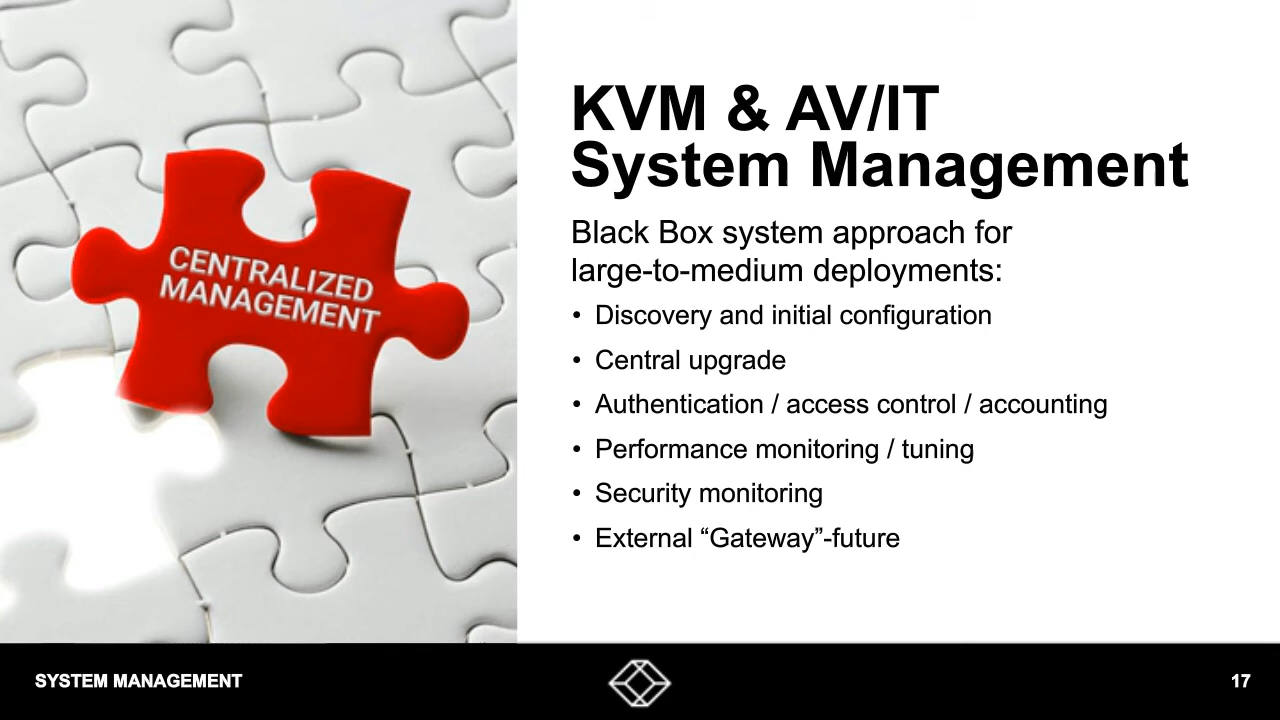 CENTRALIZED
MANAGEMENT
KVM & AV/IT
System Management
Black Box system approach for
large-to-medium deployments:
• Discovery and initial configuration
• Central upgrade
• Authentication / access control / accounting
• Performance monitoring / tuning
• Security monitoring
• External “Gateway”-future
SYSTEM MANAGEMENT
17